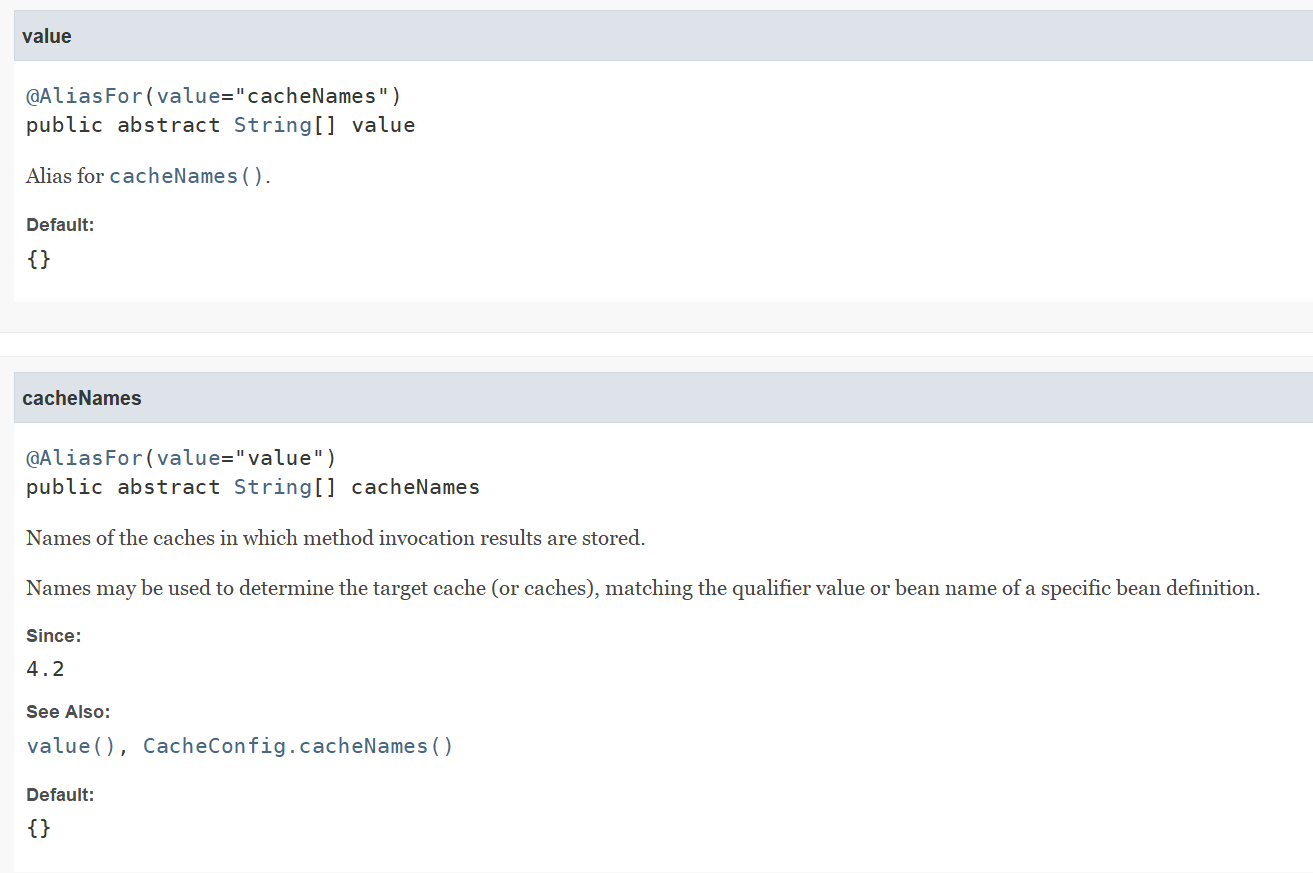 value
@AliasFor(value="cacheNames")
public abstract String[] value
Alias for cacheNames().
Default:
{}
cacheNames
@AliasFor(value="value")
public abstract String[] cacheNames
Names of the caches in which method invocation results are stored.
Names may be used to determine the target cache (or caches), matching the qualifier value or bean name of a specific bean definition.
Since:
4.2
See Also:
value(), CacheConfig.cacheNames()
Default:
{}